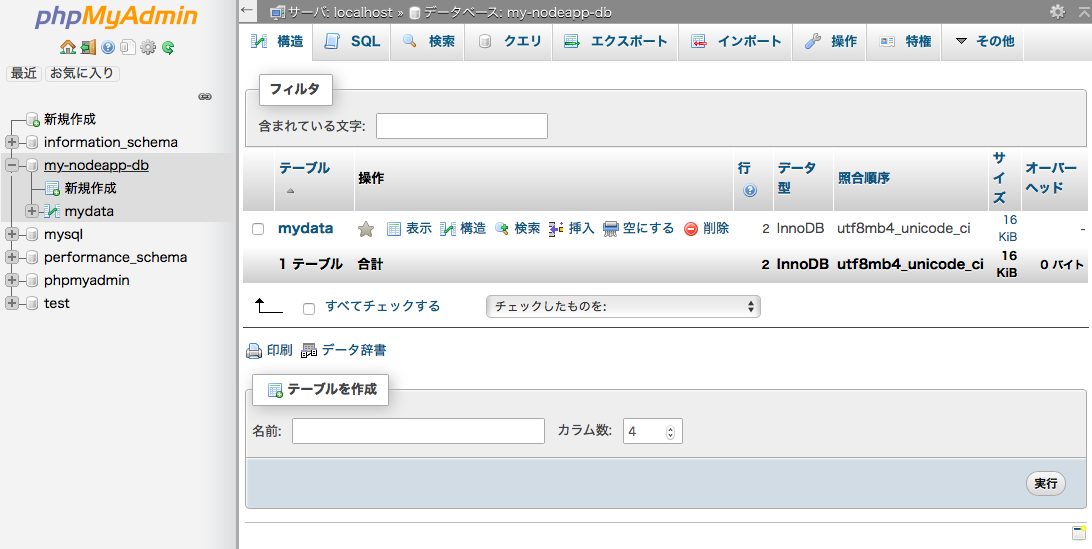 phpMyAdmin
最近 お気に入り
新規作成
information_schema
my-nodeapp-db
新規作成
mydata
mysql
performance_schema
phpmyadmin
test
サーバ: localhost » データベース: my-nodeapp-db
構造 SQL 検索 クエリ エクスポート インポート 操作 特権 その他
フィルタ
含まれている文字:
テーブル 操作 行 データ型 照合順序 サイズ オーバーヘッド
mydata 表示 構造 検索 挿入 空にする 削除 2 InnoDB utf8mb4_unicode_ci 16 KiB -
1 テーブル 合計 2 InnoDB utf8mb4_unicode_ci 16 KiB 0 バイト
すべてチェックする チェックしたものを:
印刷 データ辞書
テーブルを作成
名前: カラム数: 4
実行